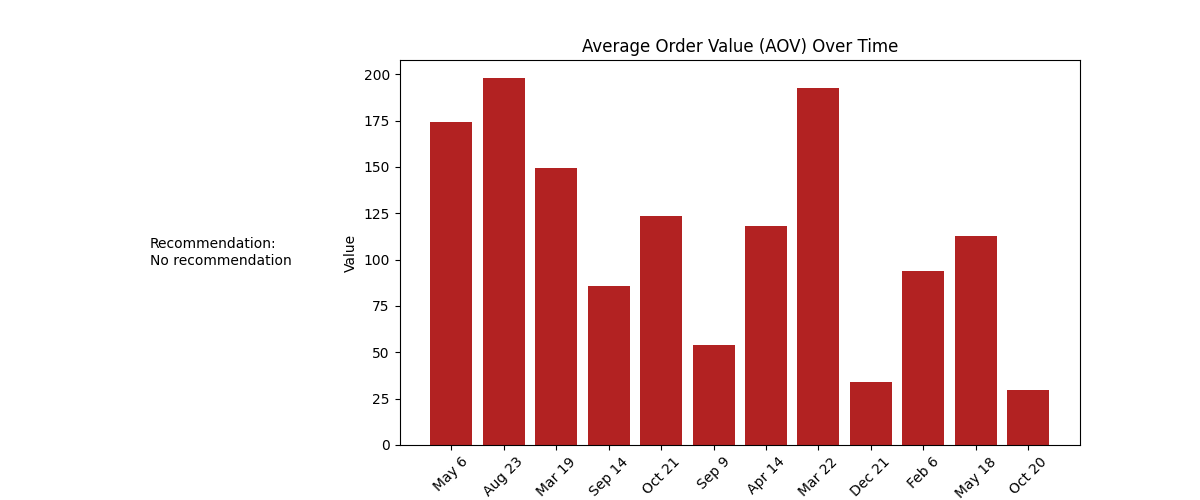 Average Order Value (AOV) Over Time
200
175
150
125
100
75
50
25
0
Value
Recommendation:
No recommendation
May 6
Aug 23
Mar 19
Sep 14
Oct 21
Sep 9
Apr 14
Mar 22
Dec 21
Feb 6
May 18
Oct 20